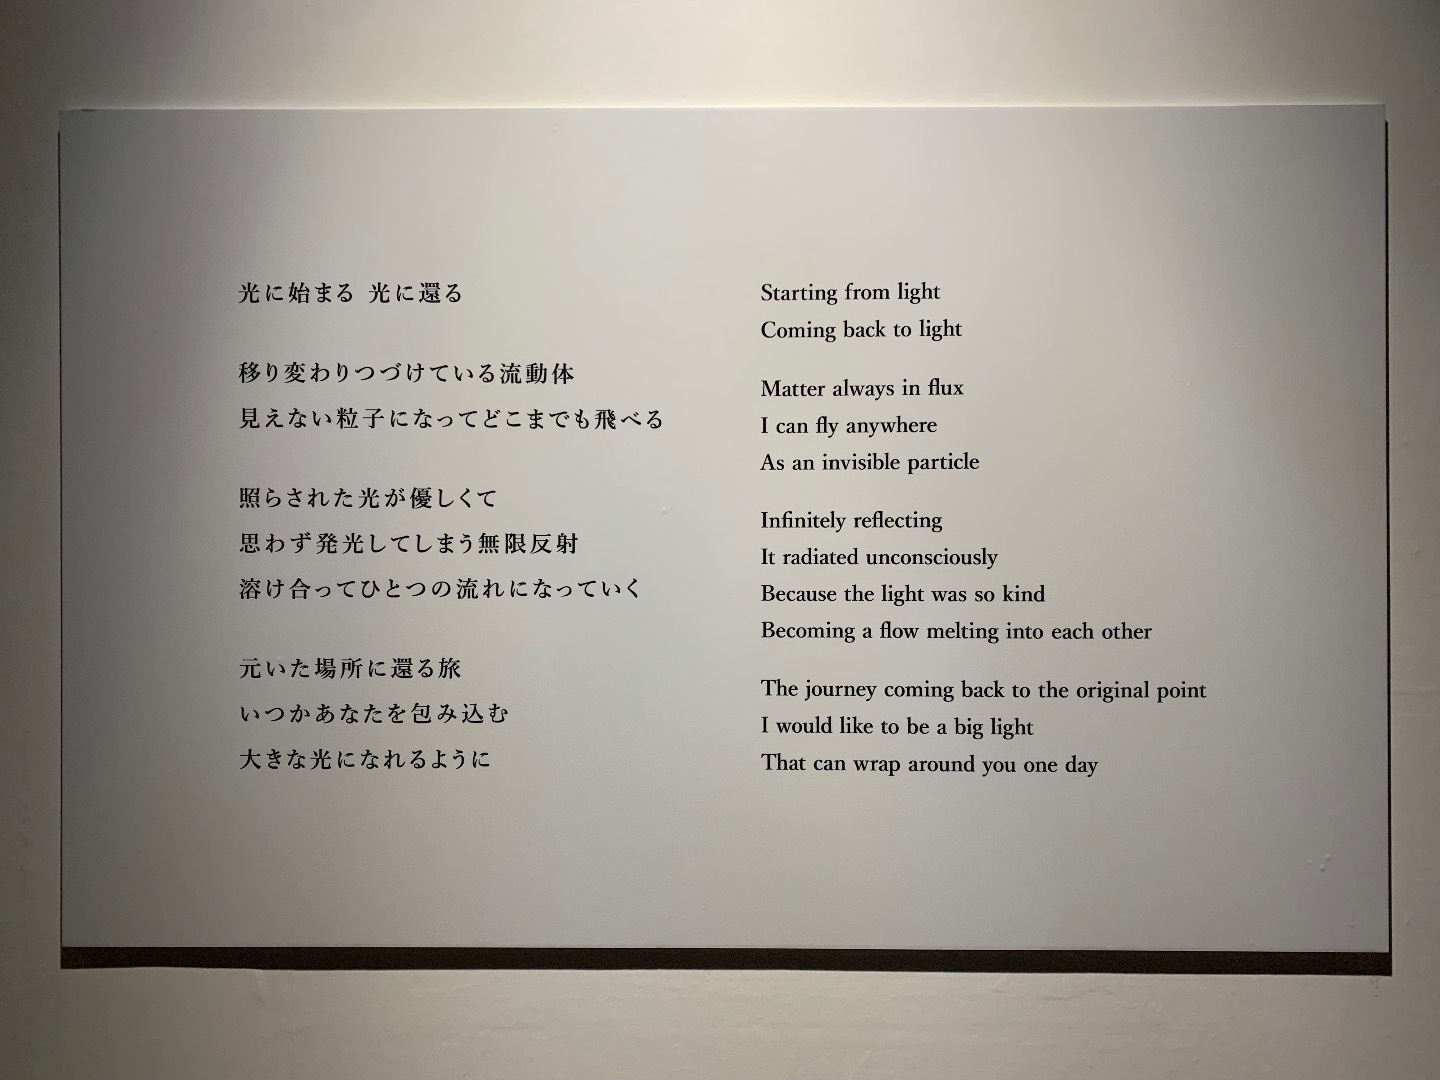 光に始まる 光に還る
移り変わりつづけている流動体
見えない粒子になってどこまでも飛べる
照らされた光が優しくて
思わず発光してしまう無限反射
溶け合ってひとつの流れになっていく
元いた場所に還る旅
いつかあなたを包み込む
大きな光になれるように
Starting from light
Coming back to light
Matter always in flux
I can fly anywhere
As an invisible particle
Infinitely reflecting
It radiated unconsciously
Because the light was so kind
Becoming a flow melting into each other
The journey coming back to the original point
I would like to be a big light
That can wrap around you one day